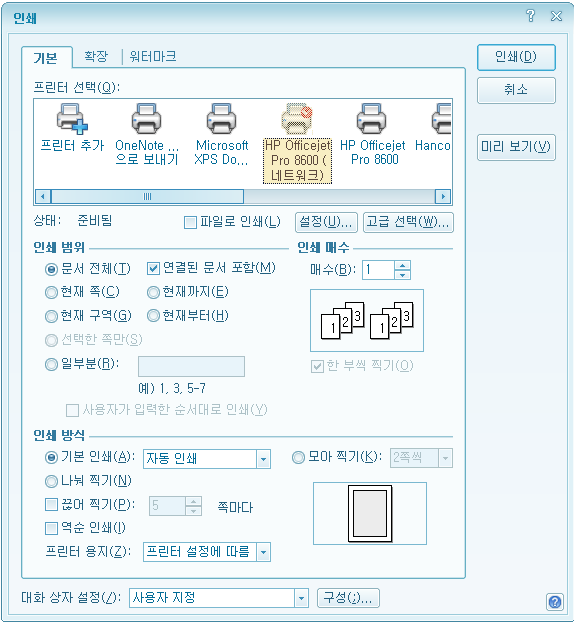 인쇄
기본 확장 워터마크
인쇄(D)
취소
미리 보기(V)
프린터 선택(Q):
프린터 추가
OneNote ...
으로 보내기
Microsoft
XPS Do...
HP Officejet
Pro 8600 (
네트워크)
HP Officejet
Pro 8600
Hanco
상태: 준비됨
파일로 인쇄(L)
설정(U)...
고급 선택(W)...
인쇄 범위
문서 전체(T) 연결된 문서 포함(M)
현재 쪽(C) 현재까지(E)
현재 구역(G) 현재부터(H)
선택한 쪽만(S)
일부분(R):
예) 1, 3, 5-7
사용자가 입력한 순서대로 인쇄(Y)
인쇄 매수
매수(B): 1
1 2 3 1 2 3
한 부씩 찍기(O)
인쇄 방식
기본 인쇄(A): 자동 인쇄
모아 찍기(K): 2쪽씩
나눠 찍기(N)
끊어 찍기(P): 5 쪽마다
역순 인쇄(I)
프린터 용지(Z): 프린터 설정에 따름
대화 상자 설정(/): 사용자 지정 구성(;)...